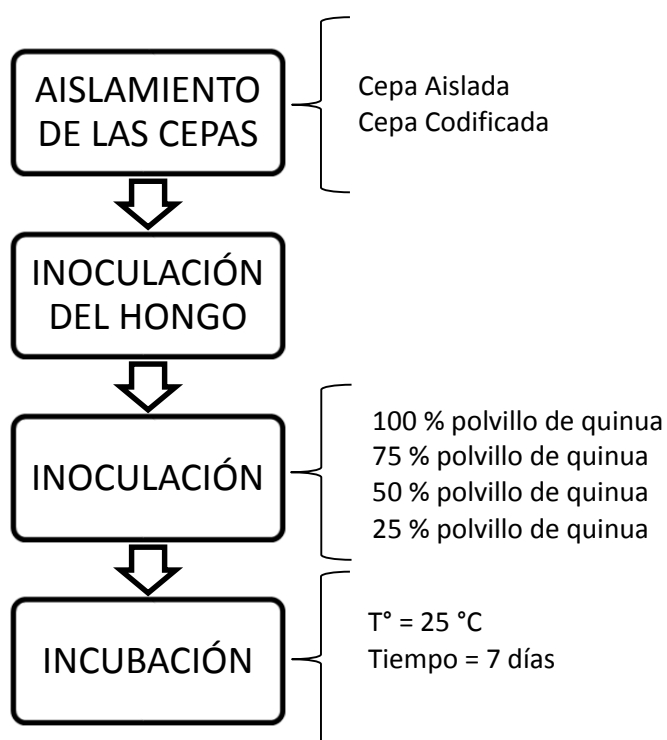 AISLAMIENTO
DE LAS CEPAS
Cepa Aislada
Cepa Codificada
INOCULACIÓN
DEL HONGO
INOCULACIÓN
100 % polvillo de quinua
75 % polvillo de quinua
50 % polvillo de quinua
25 % polvillo de quinua
INCUBACIÓN
T° = 25 °C
Tiempo = 7 días